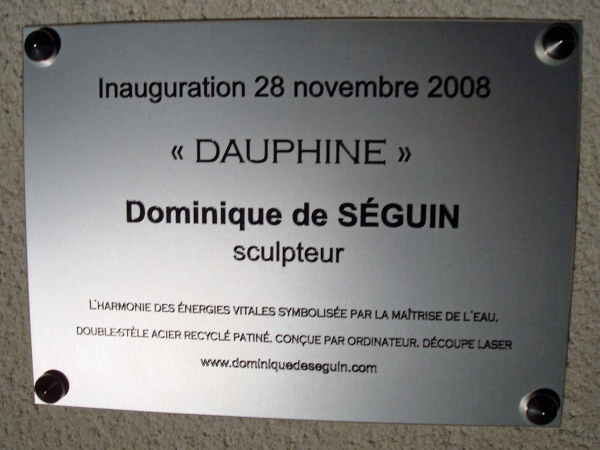 Inauguration 28 novembre 2008
« DAUPHINE »
Dominique de SÉGUIN
sculpteur
L'HARMONIE DES ÉNERGIES VITALES SYMBOLISÉE PAR LA MAÎTRISE DE L'EAU.
DOUBLE-STÈLE ACIER RECYCLÉ PATINÉ. CONÇUE PAR ORDINATEUR. DÉCOUPE LASER
www.dominiquedeseguin.com